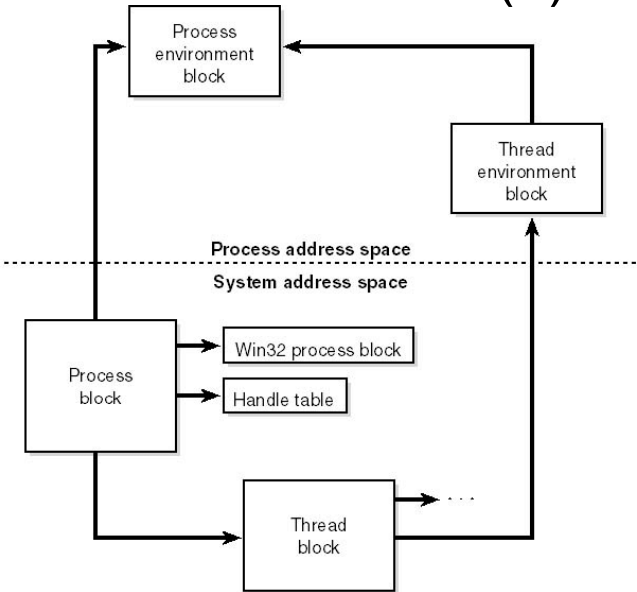 Process
environment
block
Thread
environment
block
Process address space
System address space
Process
block
Win32 process block
Handle table
Thread
block
. . .